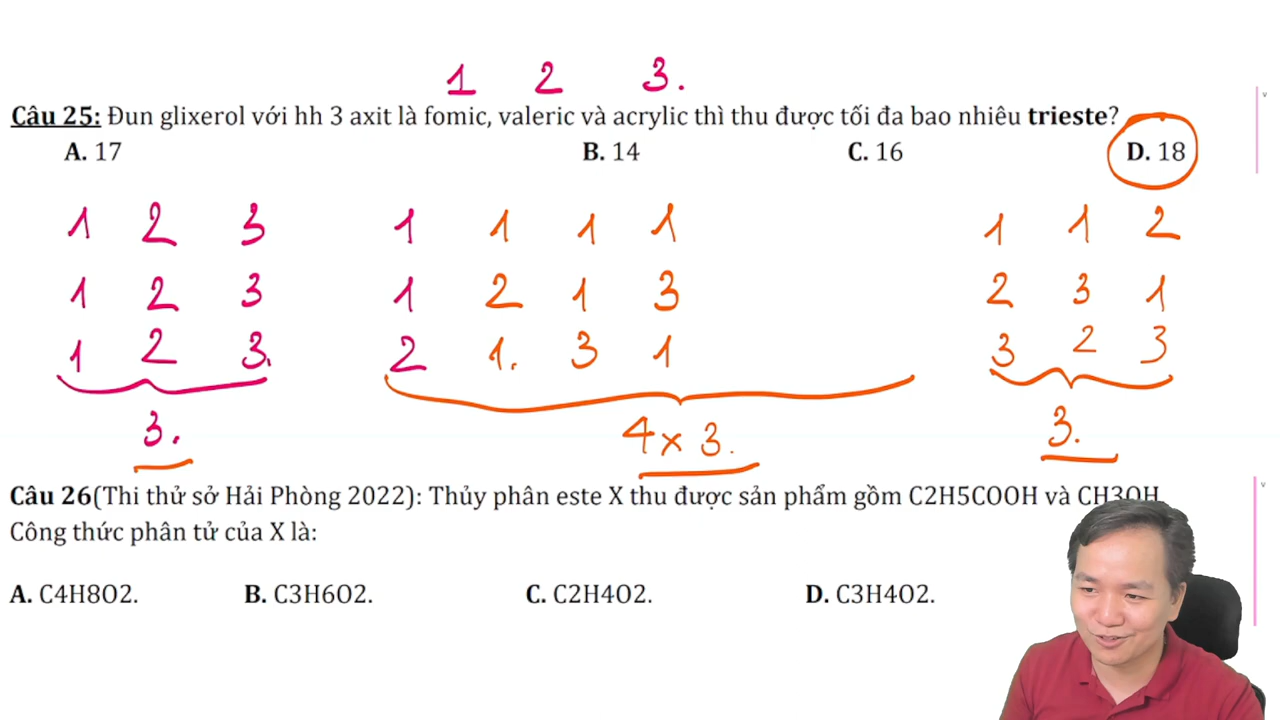 1 2 3.
Câu 25: Đun glixerol với hh 3 axit là fomic, valeric và acrylic thì thu được tối đa bao nhiêu trieste?
A. 17 B. 14 C. 16 D. 18
1 2 3 1 1 1 1 1 1 2
1 2 3 1 2 1 3 2 3 1
1 2 3. 2 1. 3 1 3 2 3
3. 4 x 3. 3.
Câu 26(Thi thử sở Hải Phòng 2022): Thủy phân este X thu được sản phẩm gồm C2H5COOH và CH3OH
Công thức phân tử của X là:
A. C4H8O2. B. C3H6O2. C. C2H4O2. D. C3H4O2.